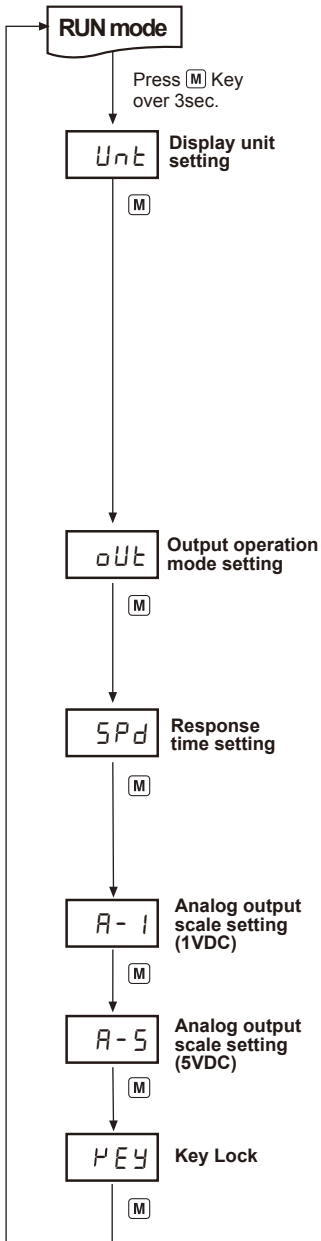 RUN mode
Press M Key
over 3sec.
Unt
Display unit
setting
M
oUt
Output operation
mode setting
M
SPd
Response
time setting
M
A-1
Analog output
scale setting
(1VDC)
M
A-5
Analog output
scale setting
(5VDC)
M
KEY
Key Lock
M